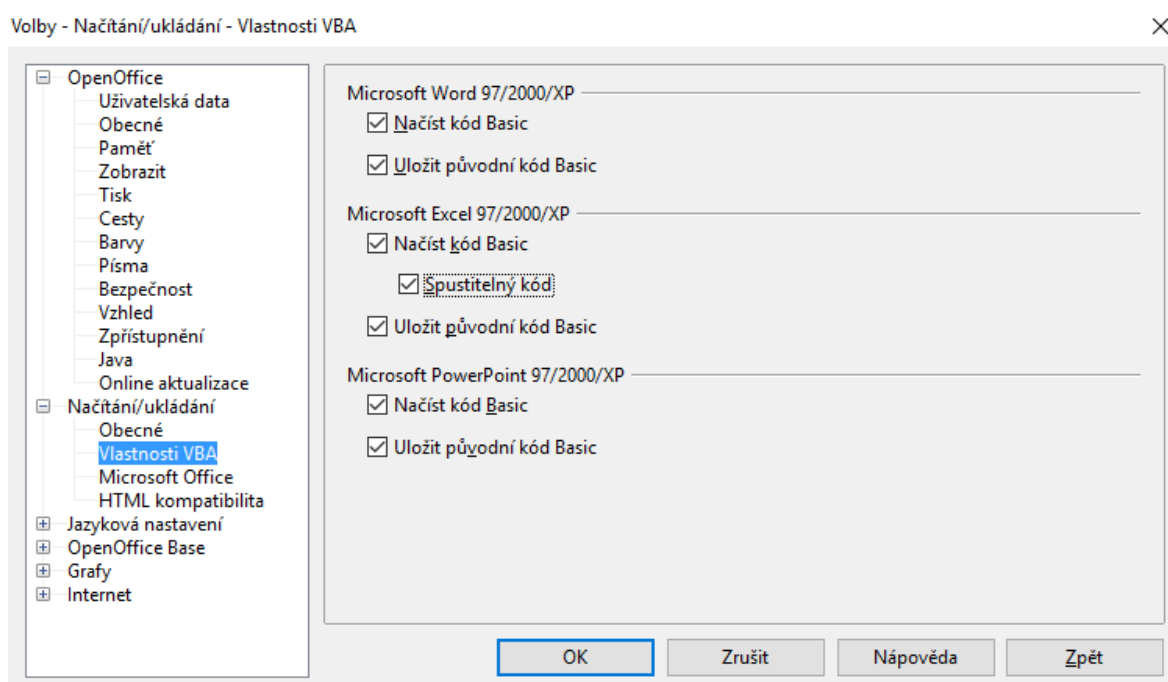 Volby - Načítání/ukládání - Vlastnosti VBA
OpenOffice
Uživatelská data
Obecné
Paměť
Zobrazit
Tisk
Cesty
Barvy
Písma
Bezpečnost
Vzhled
Zpřístupnění
Java
Online aktualizace
Načítání/ukládání
Obecné
Vlastnosti VBA
Microsoft Office
HTML kompatibilita
Jazyková nastavení
OpenOffice Base
Grafy
Internet
Microsoft Word 97/2000/XP
Načíst kód Basic
Uložit původní kód Basic
Microsoft Excel 97/2000/XP
Načíst kód Basic
Spustitelný kód
Uložit původní kód Basic
Microsoft PowerPoint 97/2000/XP
Načíst kód Basic
Uložit původní kód Basic
OK
Zrušit
Nápověda
Zpět